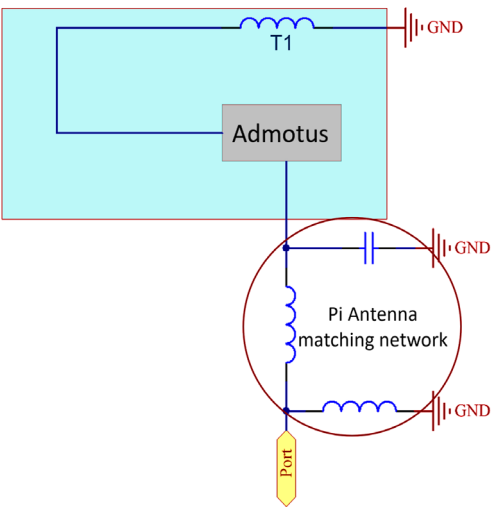 GND
T1
Admotus
GND
Pi Antenna
matching network
GND
Port